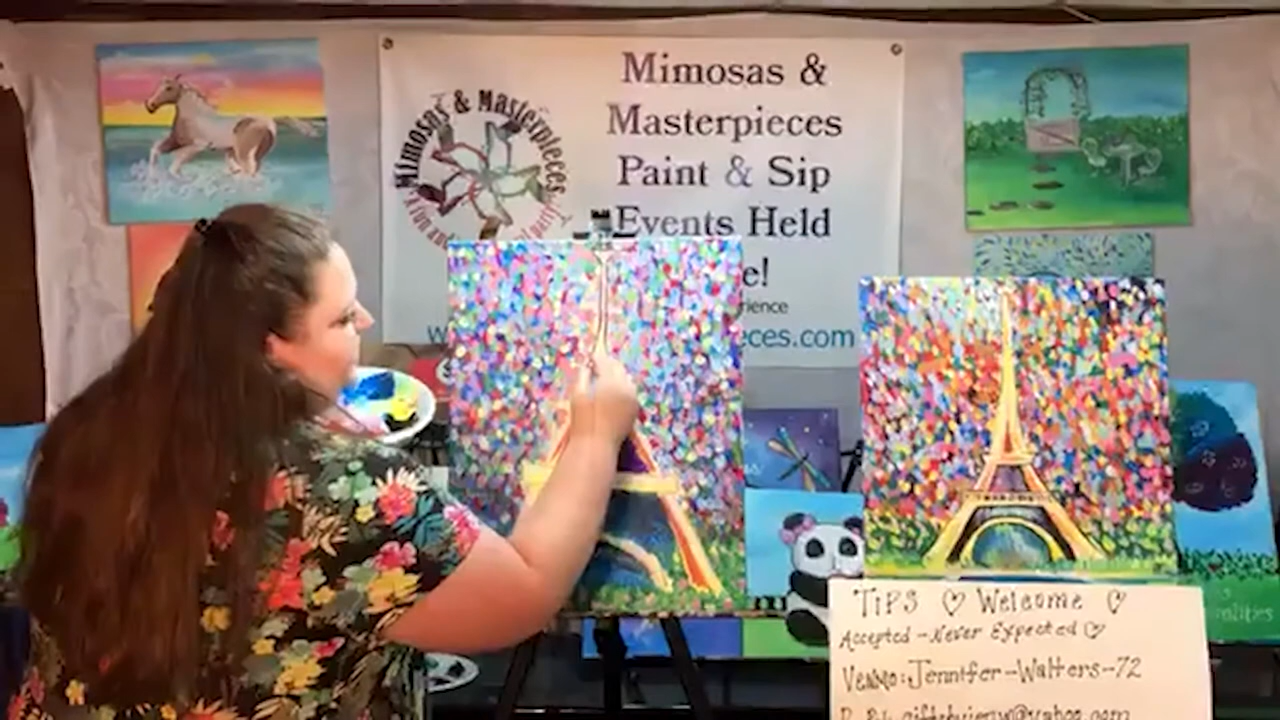 Mimosas &
Masterpieces
Paint & Sip
Events Held
e!
rience
eces.com
Mimosas & Masterpieces
TIPS ♡ Welcome ♡
Accepted - Never Expected ♡
Venmo: Jennifer-Walters-72